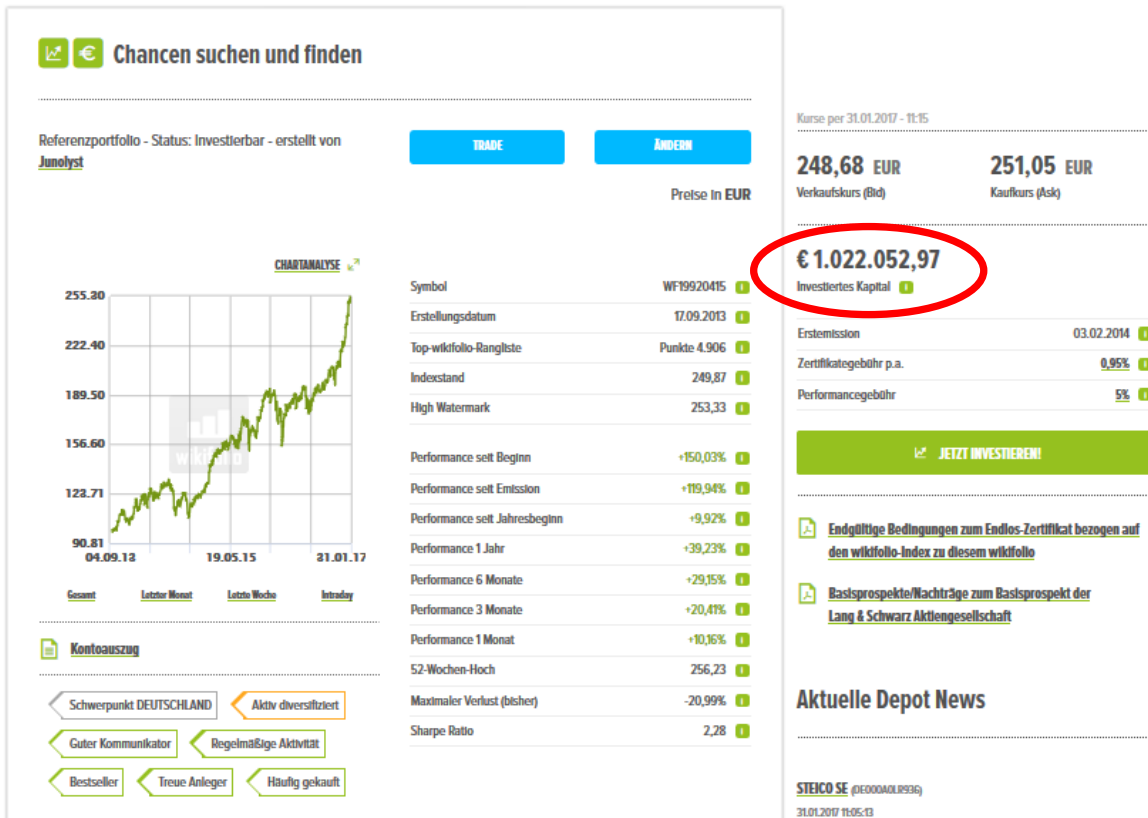 Chancen suchen und finden
Referenzportfolio - Status: Investierbar - erstellt von
Junolyst
TRADE
ÄNDERN
Preise in EUR
CHARTANALYSE
255.30
222.40
189.50
156.60
123.71
90.81
04.09.13 19.05.15 31.01.17
wikifolio
Gesamt Letzter Monat Letzte Woche Intraday
Kontoauszug
Schwerpunkt DEUTSCHLAND
Aktiv diversifiziert
Guter Kommunikator
Regelmäßige Aktivität
Bestseller
Treue Anleger
Häufig gekauft
Symbol WF19920415
Erstellungsdatum 17.09.2013
Top-wikifolio-Rangliste Punkte 4.906
Indexstand 249,87
High Watermark 253,33
Performance seit Beginn +150,03%
Performance seit Emission +119,94%
Performance seit Jahresbeginn +9,92%
Performance 1 Jahr +39,23%
Performance 6 Monate +29,15%
Performance 3 Monate +20,41%
Performance 1 Monat +10,16%
52-Wochen-Hoch 256,23
Maximaler Verlust (bisher) -20,99%
Sharpe Ratio 2,28
Kurse per 31.01.2017 - 11:15
248,68 EUR 251,05 EUR
Verkaufskurs (Bid) Kaufkurs (Ask)
€ 1.022.052,97
Investiertes Kapital
Erstemission 03.02.2014
Zertifikategebühr p.a. 0,95%
Performancegebühr 5%
JETZT INVESTIEREN!
Endgültige Bedingungen zum Endlos-Zertifikat bezogen auf
den wikifolio-Index zu diesem wikifolio
Basisprospekte/Nachträge zum Basisprospekt der
Lang & Schwarz Aktiengesellschaft
Aktuelle Depot News
STEICO SE (DE000A0LR936)
31.01.2017 11:05:13